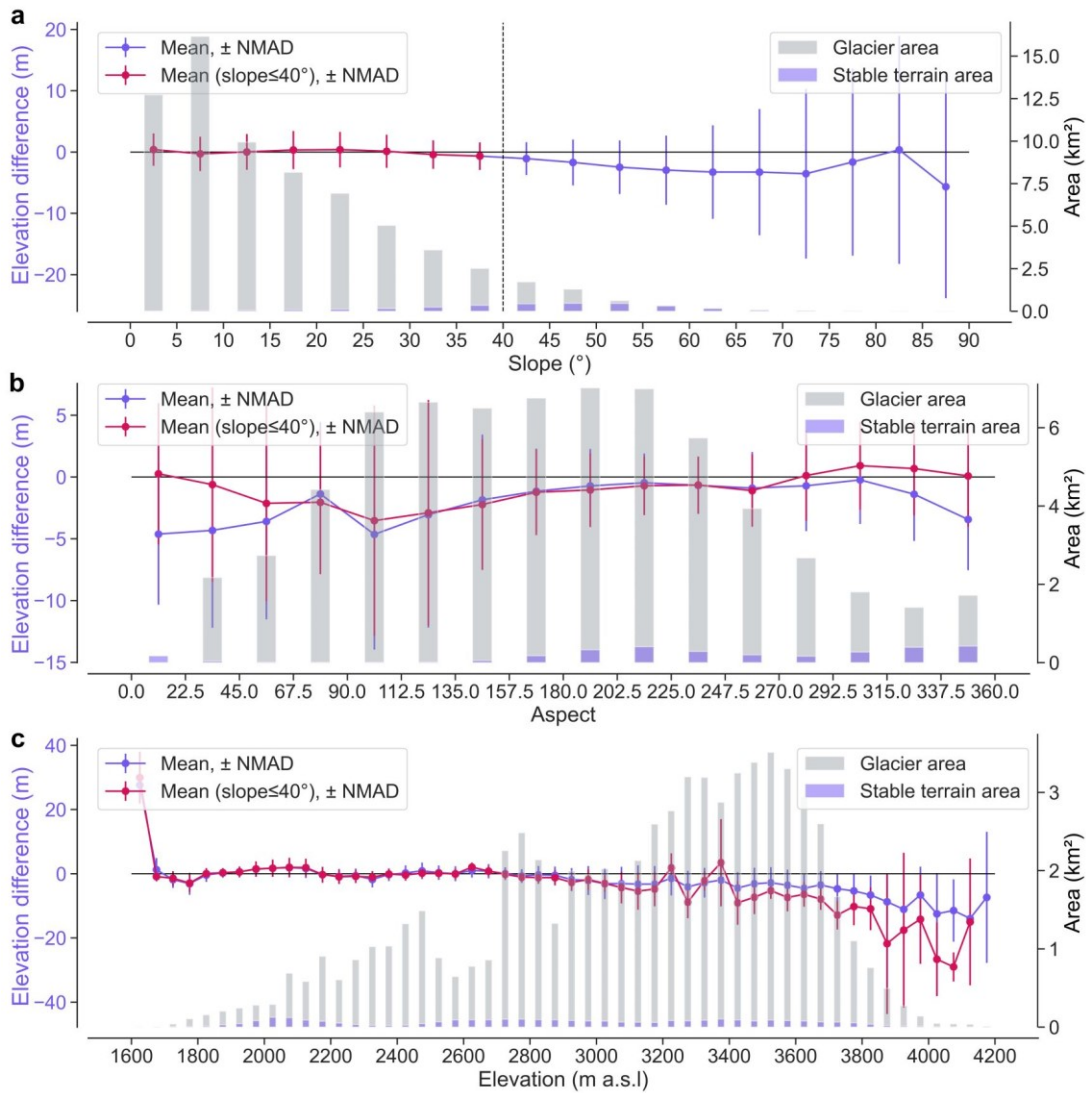 a
Elevation difference (m)
20
10
0
−10
−20
Mean, ± NMAD
Mean (slope≤40°), ± NMAD
Glacier area
Stable terrain area
15.0
12.5
10.0
7.5
5.0
2.5
0.0
Area (km²)
0 5 10 15 20 25 30 35 40 45 50 55 60 65 70 75 80 85 90
Slope (°)
b
Elevation difference (m)
5
0
−5
−10
−15
Mean, ± NMAD
Mean (slope≤40°), ± NMAD
Glacier area
Stable terrain area
6
4
2
0
Area (km²)
0.0 22.5 45.0 67.5 90.0 112.5 135.0 157.5 180.0 202.5 225.0 247.5 270.0 292.5 315.0 337.5 360.0
Aspect
c
Elevation difference (m)
40
20
0
−20
−40
Mean, ± NMAD
Mean (slope≤40°), ± NMAD
Glacier area
Stable terrain area
3
2
1
0
Area (km²)
1600 1800 2000 2200 2400 2600 2800 3000 3200 3400 3600 3800 4000 4200
Elevation (m a.s.l)